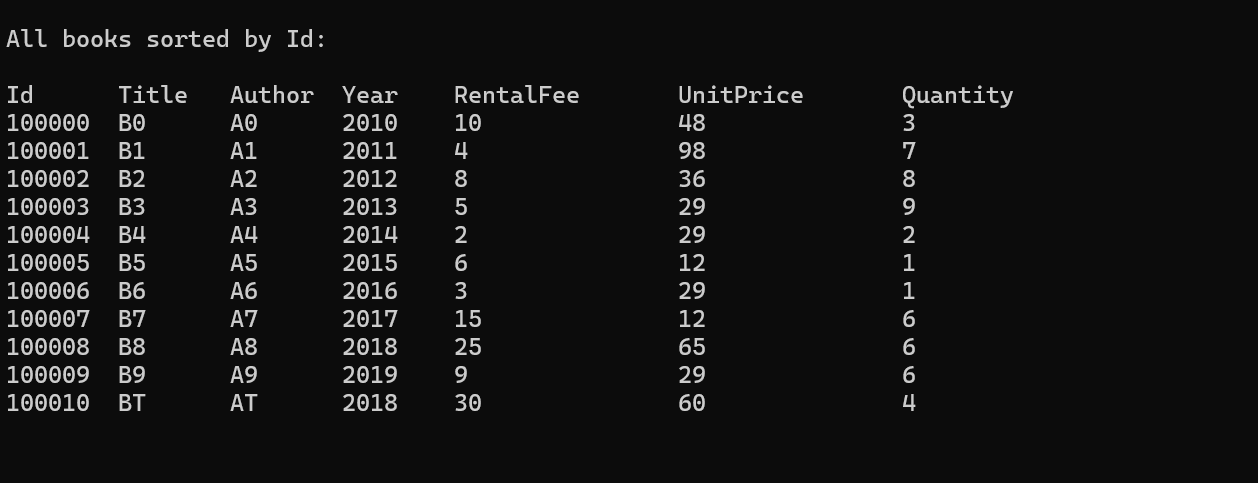 All books sorted by Id:
Id Title Author Year RentalFee UnitPrice Quantity
100000 B0 A0 2010 10 48 3
100001 B1 A1 2011 4 98 7
100002 B2 A2 2012 8 36 8
100003 B3 A3 2013 5 29 9
100004 B4 A4 2014 2 29 2
100005 B5 A5 2015 6 12 1
100006 B6 A6 2016 3 29 1
100007 B7 A7 2017 15 12 6
100008 B8 A8 2018 25 65 6
100009 B9 A9 2019 9 29 6
100010 BT AT 2018 30 60 4